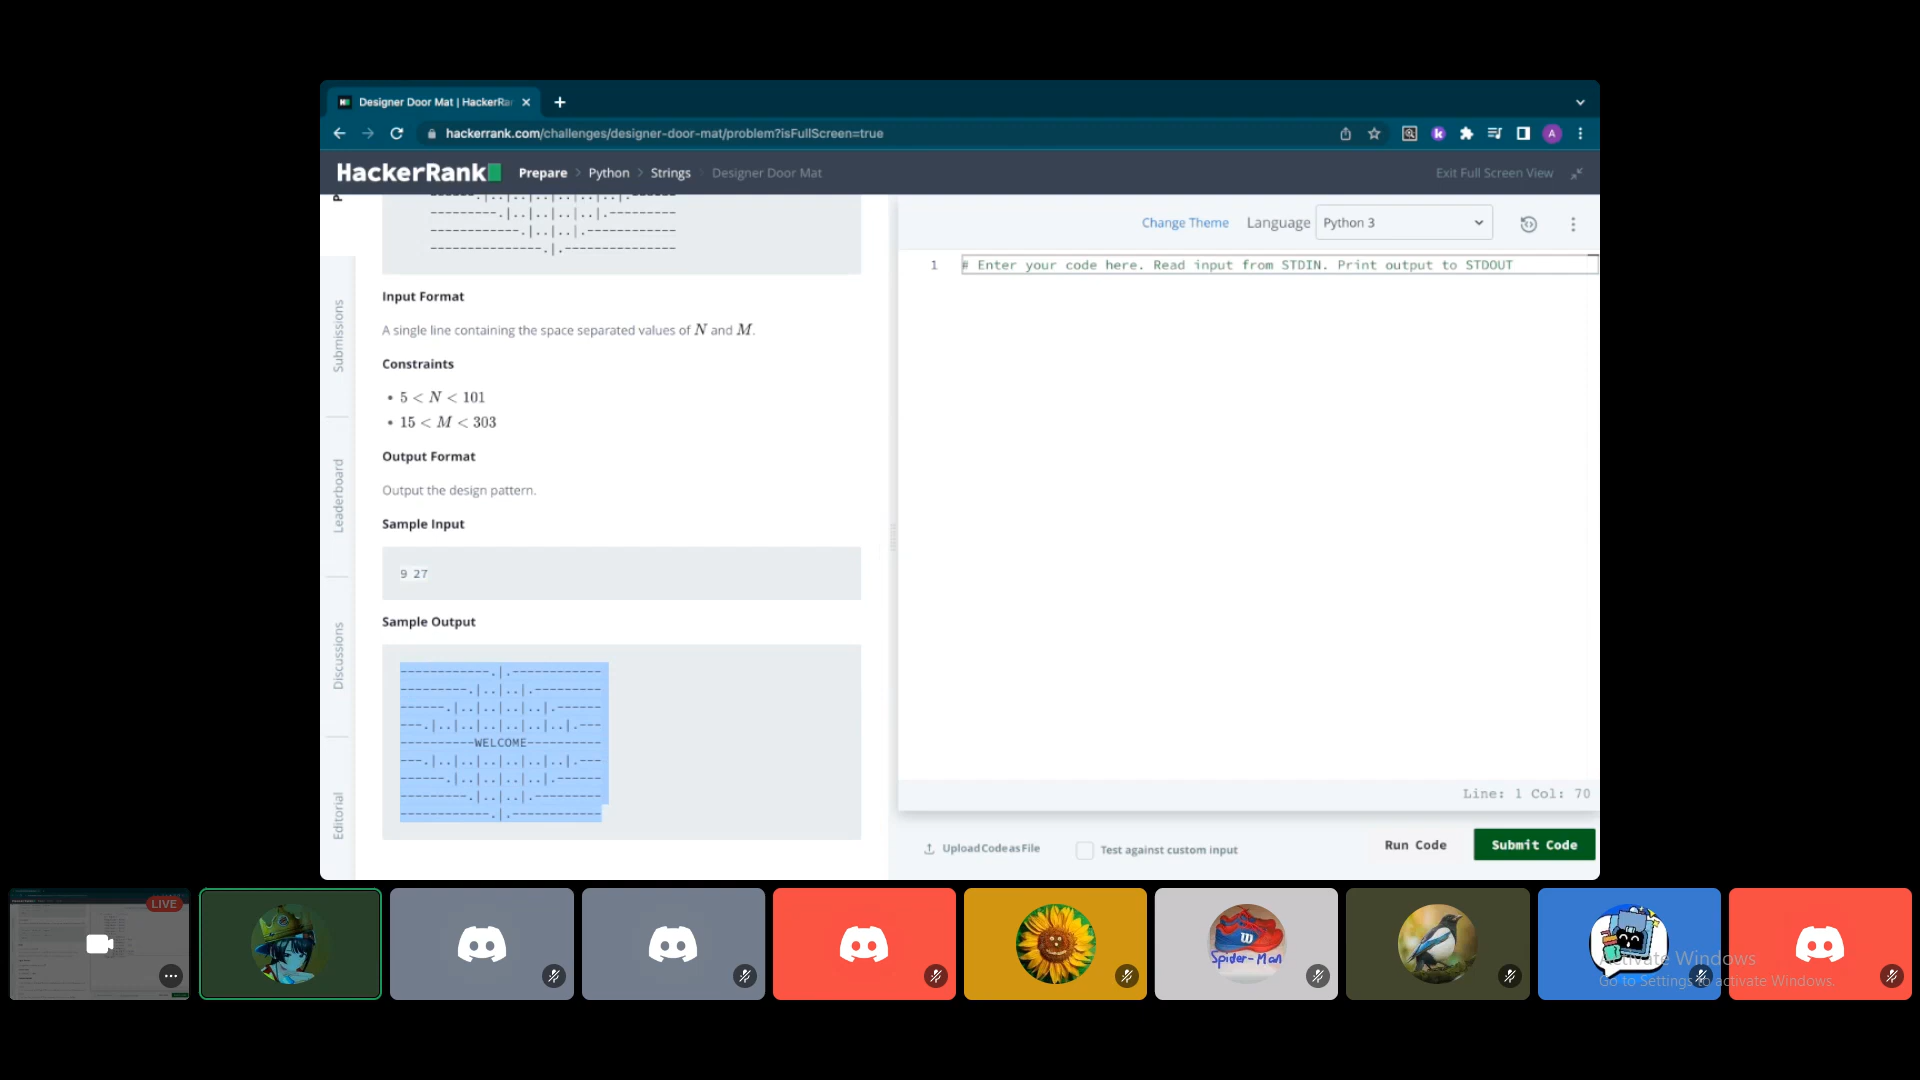 Designer Door Mat | HackerRa
hackerrank.com/challenges/designer-door-mat/problem?isFullScreen=true
A
HackerRank
Prepare > Python > Strings > Designer Door Mat
Exit Full Screen View
---------.|..|..|..|.---------
------------.|..|..|.------------
---------------.|.---------------
Input Format
A single line containing the space separated values of N and M.
Constraints
• 5 < N < 101
• 15 < M < 303
Output Format
Output the design pattern.
Sample Input
9 27
Sample Output
------------.|.------------
---------.|..|..|.---------
------.|..|..|..|..|.------
---.|..|..|..|..|..|..|.---
----------WELCOME----------
---.|..|..|..|..|..|..|.---
------.|..|..|..|..|.------
---------.|..|..|.---------
------------.|.------------
Submissions
Leaderboard
Discussions
Editorial
Change Theme
Language
Python 3
1
# Enter your code here. Read input from STDIN. Print output to STDOUT
Line: 1 Col: 70
Upload Code as File
Test against custom input
Run Code
Submit Code
LIVE
W
Spider-Man
Activate Windows
Go to Settings to activate Windows.